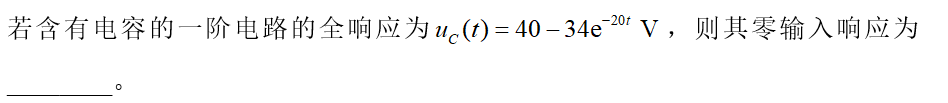 若含有电容的一阶电路的全响应为 u_C(t) = 40 − 34e^{−20t} V ，则其零输入响应为
________。